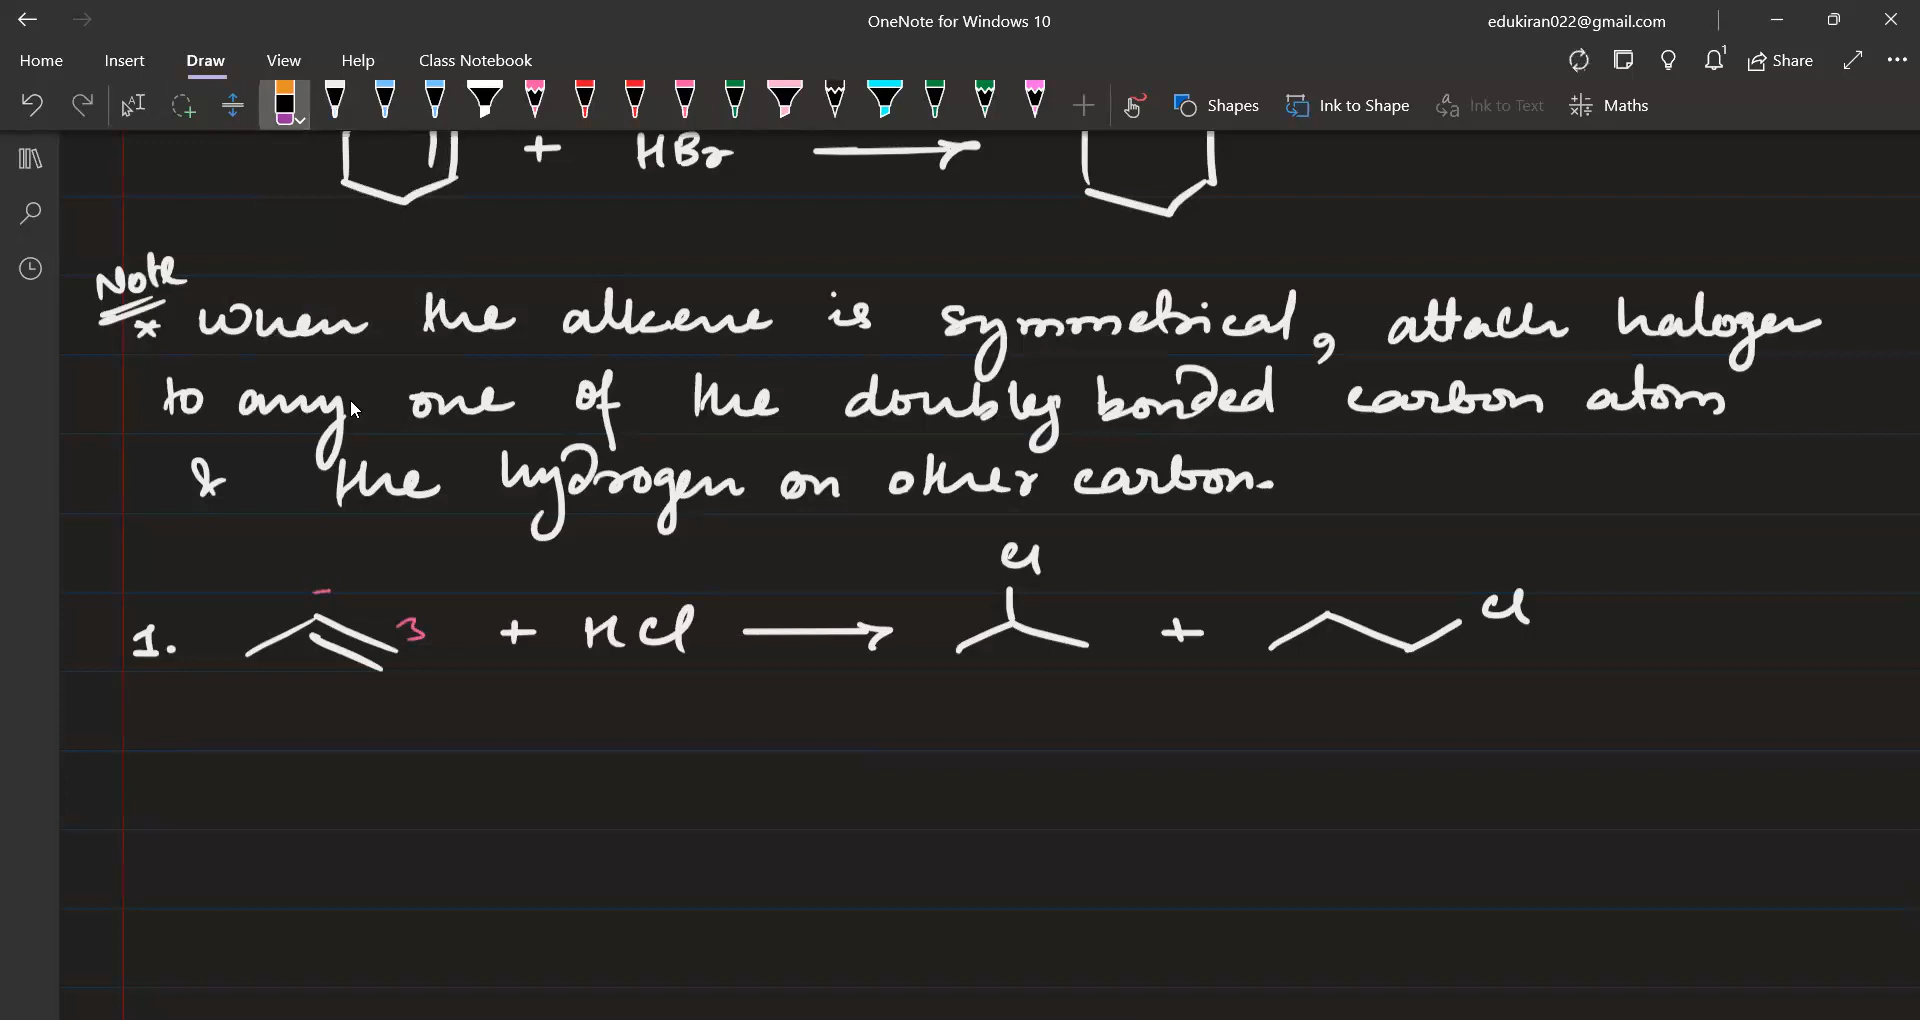 OneNote for Windows 10
edukiran022@gmail.com
Home Insert Draw View Help Class Notebook
1 Share
Shapes Ink to Shape Ink to Text Maths
+ HBr
Note
* When the alkene is symmetrical, attach halogen
to any one of the doubly bonded carbon atom
& the hydrogen on other carbon.
Cl
1. 3 + HCl + Cl